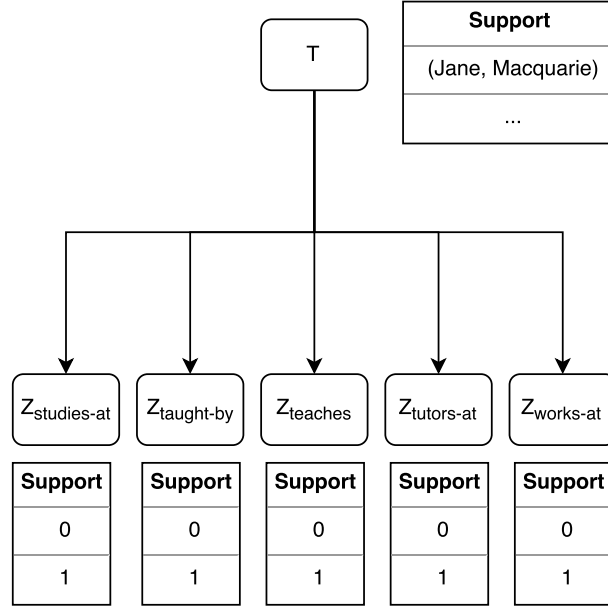 T
Support
(Jane, Macquarie)
...
Zstudies-at Ztaught-by Zteaches Ztutors-at Zworks-at
Support Support Support Support Support
0 0 0 0 0
1 1 1 1 1